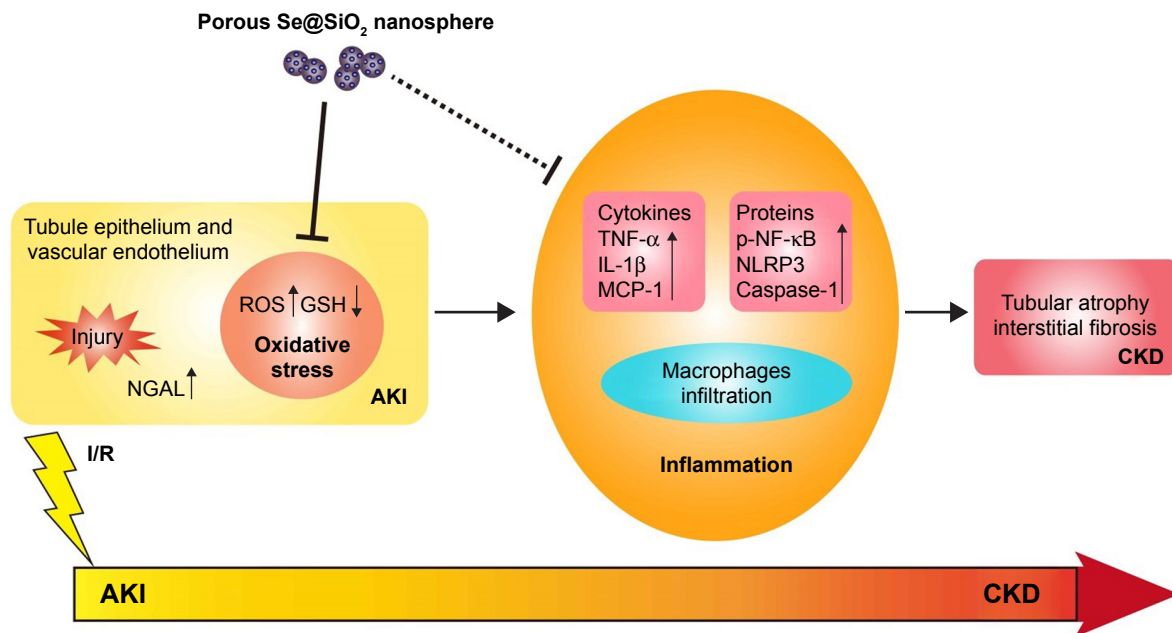 Porous Se@SiO₂ nanosphere
Tubule epithelium and
vascular endothelium
ROS↑GSH↓
Oxidative
stress
Injury
NGAL↑
AKI
I/R
Cytokines
TNF-α
IL-1β
MCP-1
Proteins
p-NF-κB
NLRP3
Caspase-1
Macrophages
infiltration
Inflammation
Tubular atrophy
interstitial fibrosis
CKD
AKI
CKD